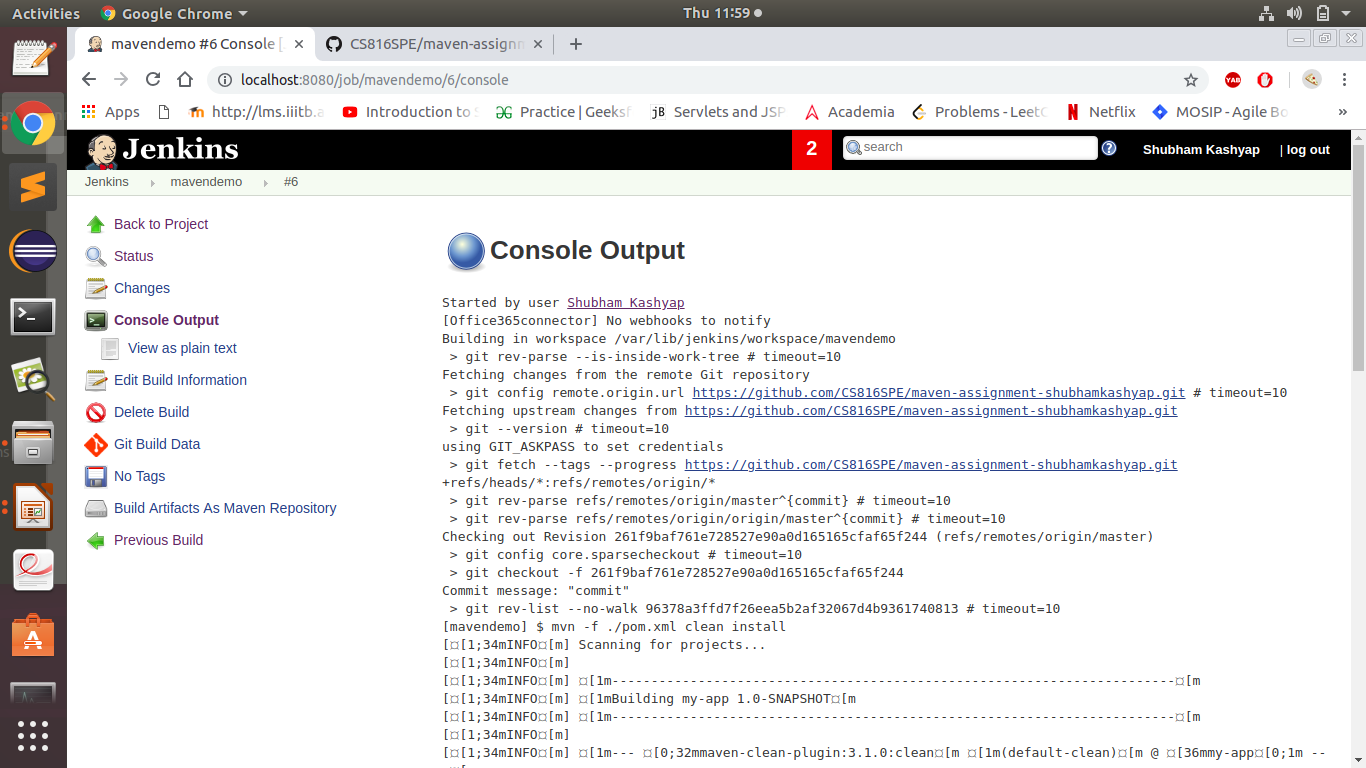 Activities
Google Chrome
Thu 11:59
mavendemo #6 Console [
CS816SPE/maven-assignn
localhost:8080/job/mavendemo/6/console
YAB
Apps
http://lms.iiitb.a
Introduction to S
Practice | Geeksf
Servlets and JSP
Academia
Problems - LeetC
Netflix
MOSIP - Agile Bo
»
Jenkins
2
search
Shubham Kashyap
| log out
Jenkins
mavendemo
#6
Back to Project
Status
Changes
Console Output
View as plain text
Edit Build Information
Delete Build
Git Build Data
No Tags
Build Artifacts As Maven Repository
Previous Build
Console Output
Started by user Shubham Kashyap
[Office365connector] No webhooks to notify
Building in workspace /var/lib/jenkins/workspace/mavendemo
 > git rev-parse --is-inside-work-tree # timeout=10
Fetching changes from the remote Git repository
 > git config remote.origin.url https://github.com/CS816SPE/maven-assignment-shubhamkashyap.git # timeout=10
Fetching upstream changes from https://github.com/CS816SPE/maven-assignment-shubhamkashyap.git
 > git --version # timeout=10
using GIT_ASKPASS to set credentials
 > git fetch --tags --progress https://github.com/CS816SPE/maven-assignment-shubhamkashyap.git
+refs/heads/*:refs/remotes/origin/*
 > git rev-parse refs/remotes/origin/master^{commit} # timeout=10
 > git rev-parse refs/remotes/origin/origin/master^{commit} # timeout=10
Checking out Revision 261f9baf761e728527e90a0d165165cfaf65f244 (refs/remotes/origin/master)
 > git config core.sparsecheckout # timeout=10
 > git checkout -f 261f9baf761e728527e90a0d165165cfaf65f244
Commit message: "commit"
 > git rev-list --no-walk 96378a3ffd7f26eea5b2af32067d4b9361740813 # timeout=10
[mavendemo] $ mvn -f ./pom.xml clean install
[¤[1;34mINFO¤[m] Scanning for projects...
[¤[1;34mINFO¤[m]
[¤[1;34mINFO¤[m] ¤[1m------------------------------------------------------------------------¤[m
[¤[1;34mINFO¤[m] ¤[1mBuilding my-app 1.0-SNAPSHOT¤[m
[¤[1;34mINFO¤[m] ¤[1m------------------------------------------------------------------------¤[m
[¤[1;34mINFO¤[m]
[¤[1;34mINFO¤[m] ¤[1m--- ¤[0;32mmaven-clean-plugin:3.1.0:clean¤[m ¤[1m(default-clean)¤[m @ ¤[36mmy-app¤[0;1m --